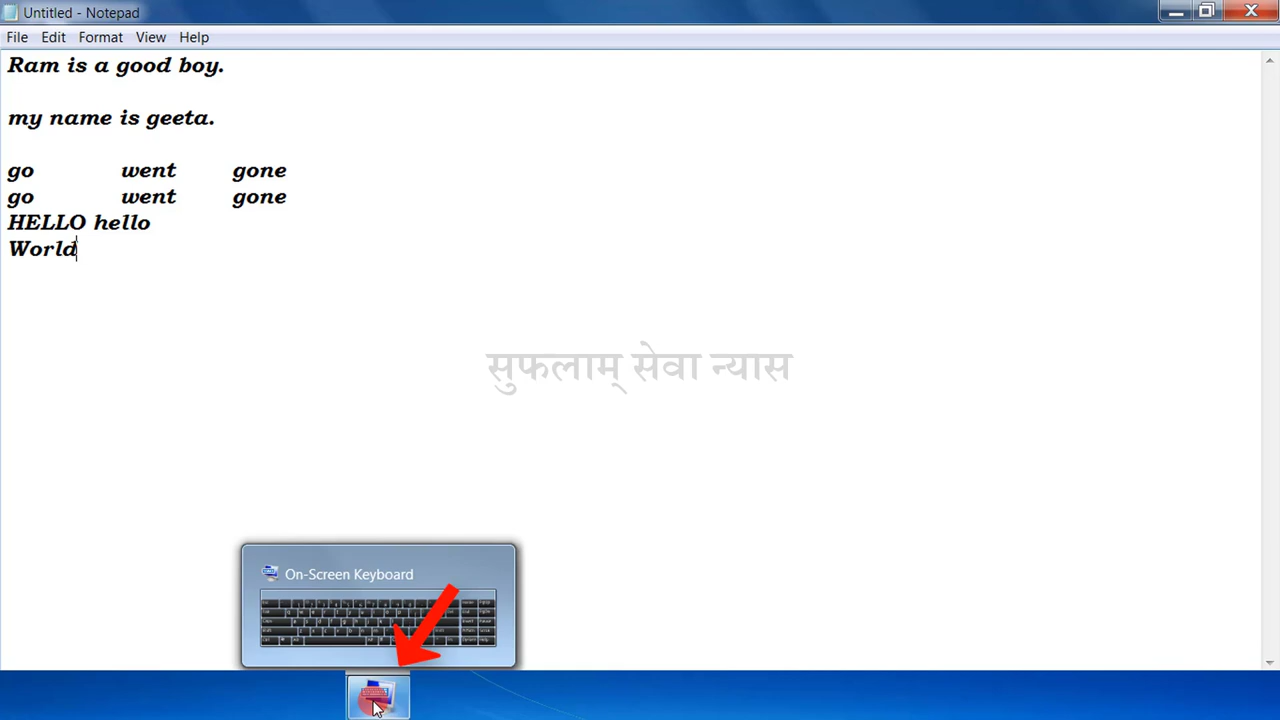 Untitled - Notepad
File Edit Format View Help
Ram is a good boy.
my name is geeta.
go went gone
go went gone
HELLO hello
World
सुफलाम् सेवा न्यास
On-Screen Keyboard